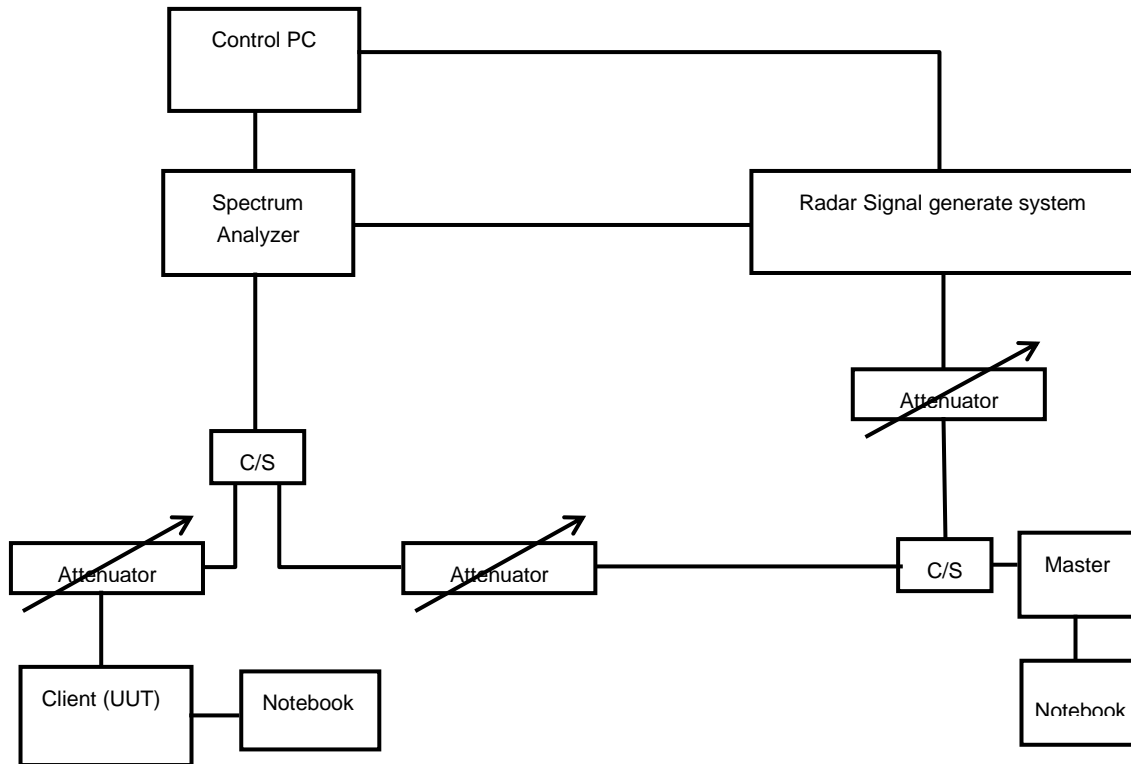 Control PC
Spectrum
Analyzer
Radar Signal generate system
Attenuator
C/S
Attenuator
Attenuator
C/S
Master
Client (UUT)
Notebook
Notebook